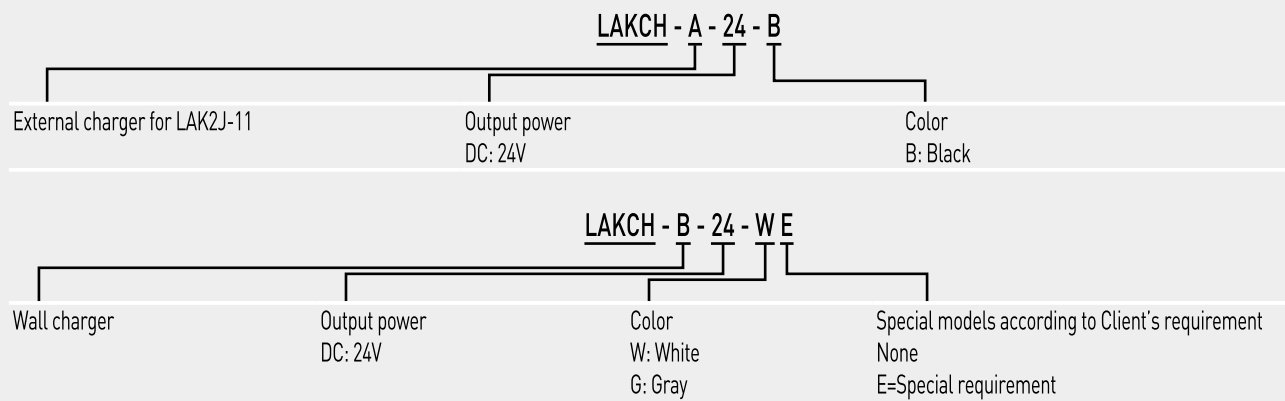 LAKCH - A - 24 - B
External charger for LAK2J-11
Output power
DC: 24V
Color
B: Black
LAKCH - B - 24 - W E
Wall charger
Output power
DC: 24V
Color
W: White
G: Gray
Special models according to Client's requirement
None
E=Special requirement